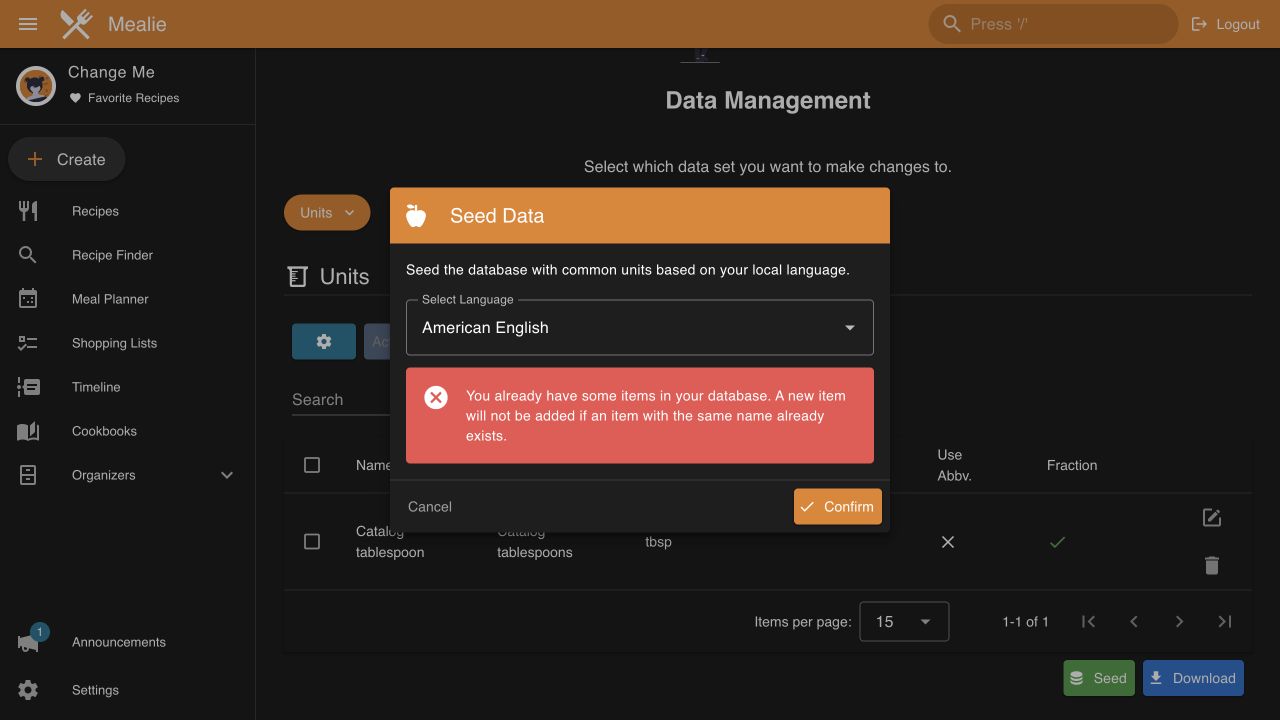 Mealie
Press '/'
Logout
Change Me
Favorite Recipes
Create
Recipes
Recipe Finder
Meal Planner
Shopping Lists
Timeline
Cookbooks
Organizers
1
Announcements
Settings
Data Management
Select which data set you want to make changes to.
Units
Units
Search
Seed Data
Seed the database with common units based on your local language.
Select Language
American English
You already have some items in your database. A new item
will not be added if an item with the same name already
exists.
Cancel
Confirm
Name
Use
Abbv.
Fraction
Catalog
tablespoon
Catalog
tablespoons
tbsp
Items per page:
15
1-1 of 1
Seed
Download